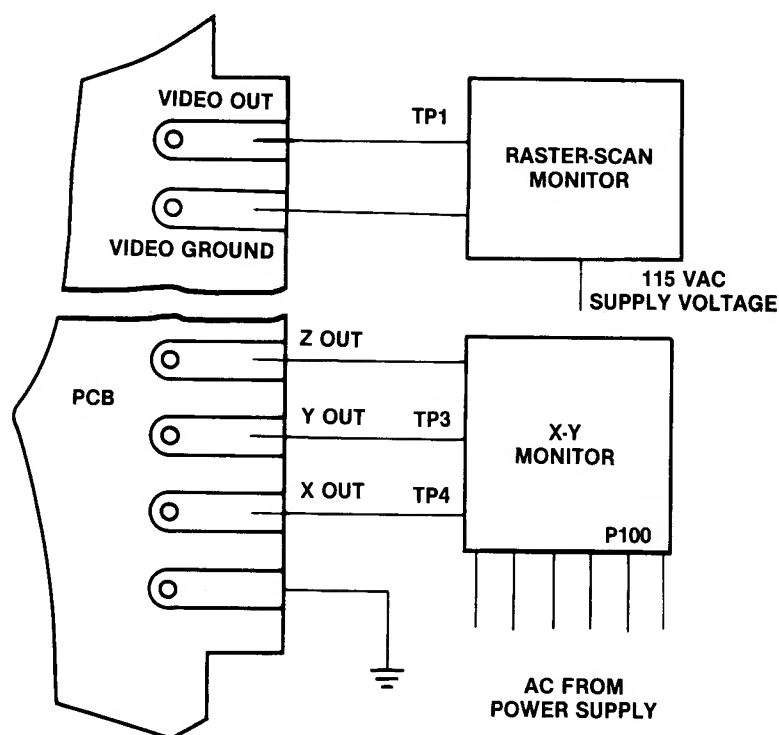 VIDEO OUT
TP1
RASTER-SCAN
MONITOR
VIDEO GROUND
115 VAC
SUPPLY VOLTAGE
Z OUT
PCB
Y OUT
TP3
X-Y
MONITOR
X OUT
TP4
P100
AC FROM
POWER SUPPLY